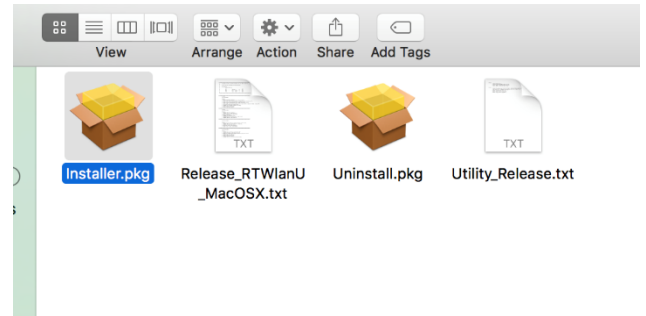 View Arrange Action Share Add Tags
TXT TXT
Installer.pkg Release_RTWlanU Uninstall.pkg Utility_Release.txt
_MacOSX.txt
s